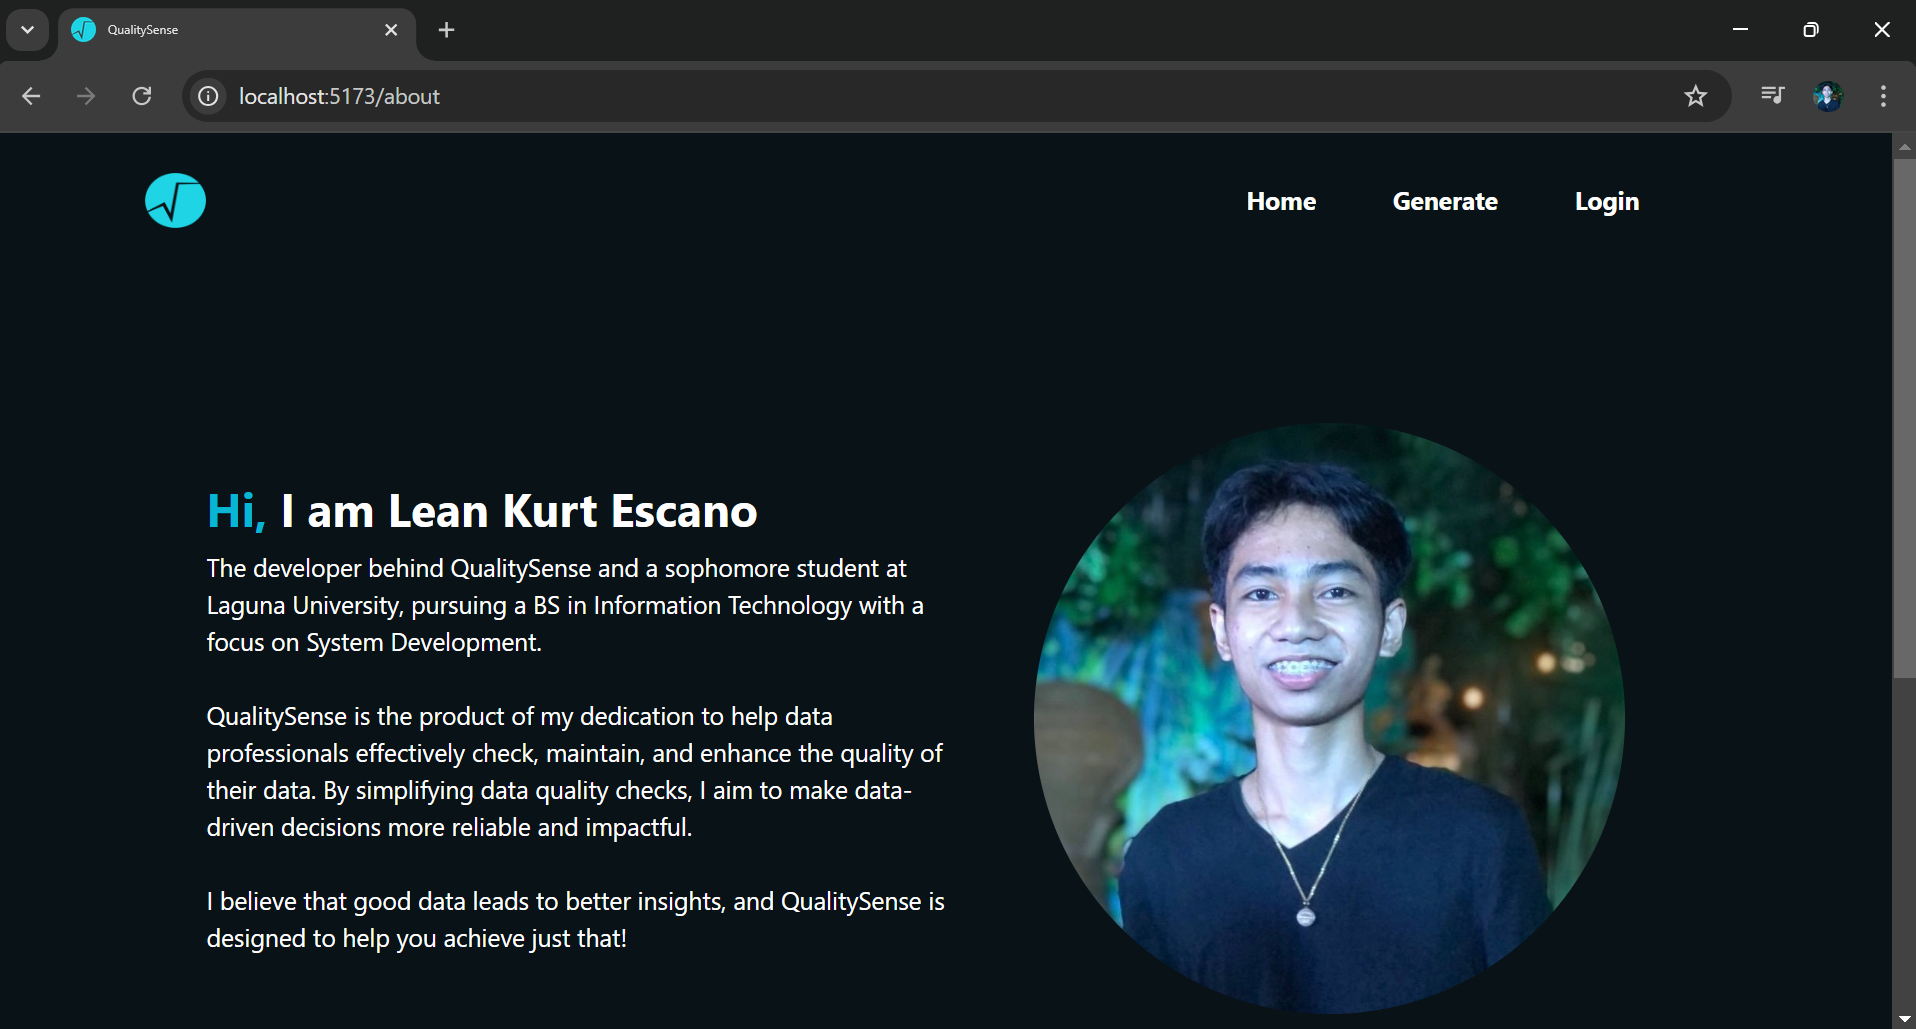 QualitySense
localhost:5173/about
Home Generate Login
Hi, I am Lean Kurt Escano
The developer behind QualitySense and a sophomore student at
Laguna University, pursuing a BS in Information Technology with a
focus on System Development.
QualitySense is the product of my dedication to help data
professionals effectively check, maintain, and enhance the quality of
their data. By simplifying data quality checks, I aim to make data-
driven decisions more reliable and impactful.
I believe that good data leads to better insights, and QualitySense is
designed to help you achieve just that!